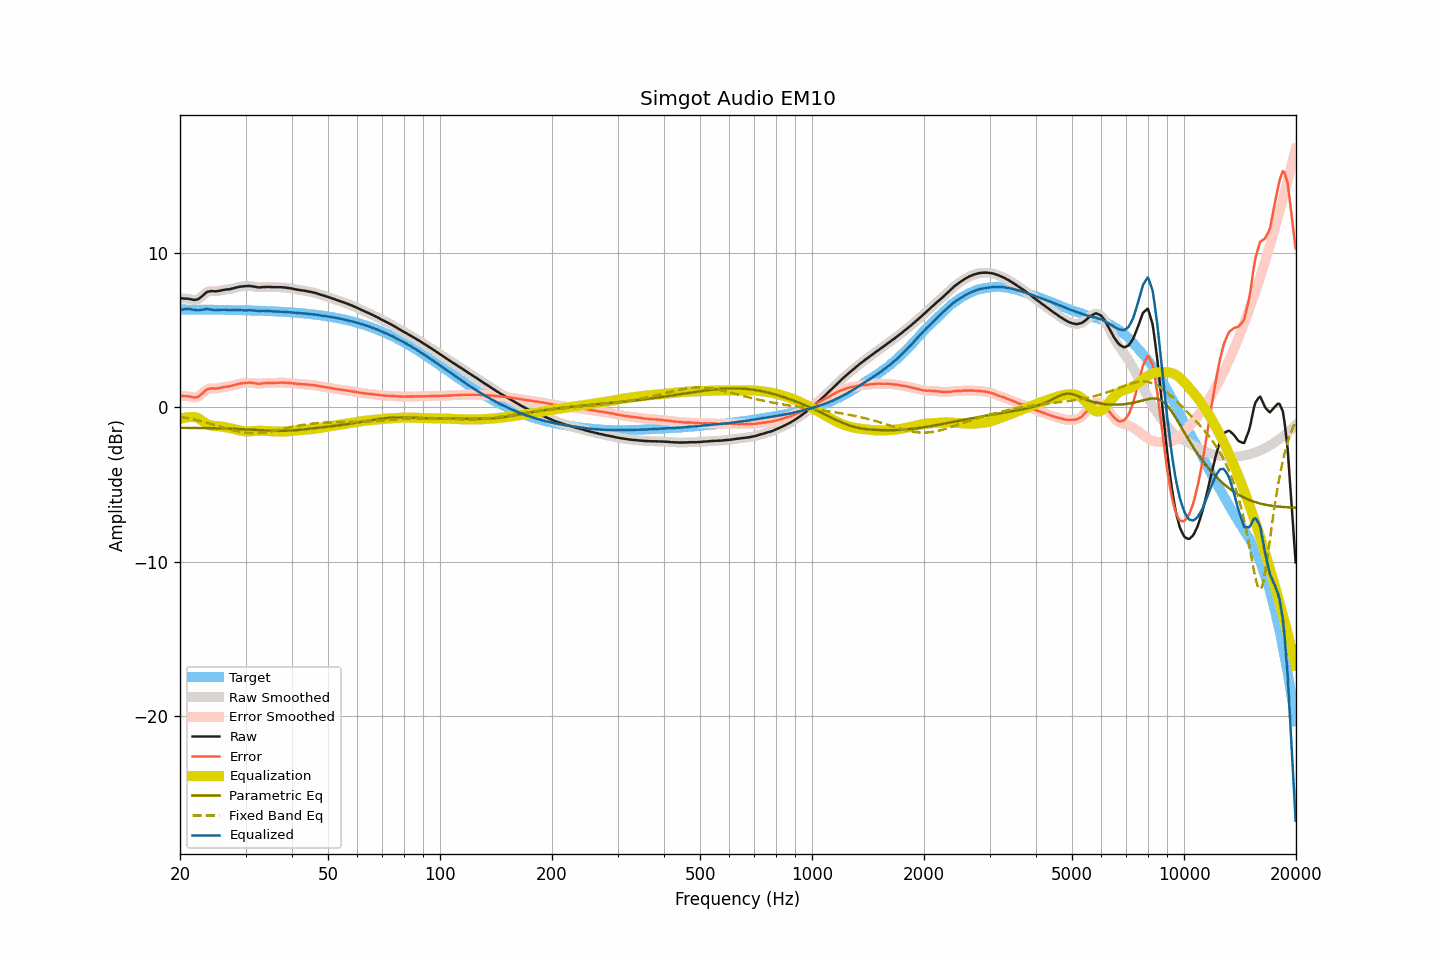 Simgot Audio EM10
10
0
−10
−20
Amplitude (dBr)
Target
Raw Smoothed
Error Smoothed
Raw
Error
Equalization
Parametric Eq
Fixed Band Eq
Equalized
20 50 100 200 500 1000 2000 5000 10000 20000
Frequency (Hz)